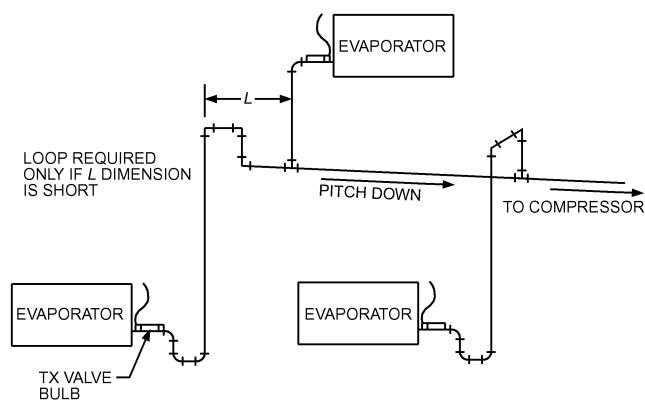 EVAPORATOR
L
LOOP REQUIRED
ONLY IF L DIMENSION
IS SHORT
PITCH DOWN
TO COMPRESSOR
EVAPORATOR
EVAPORATOR
TX VALVE
BULB